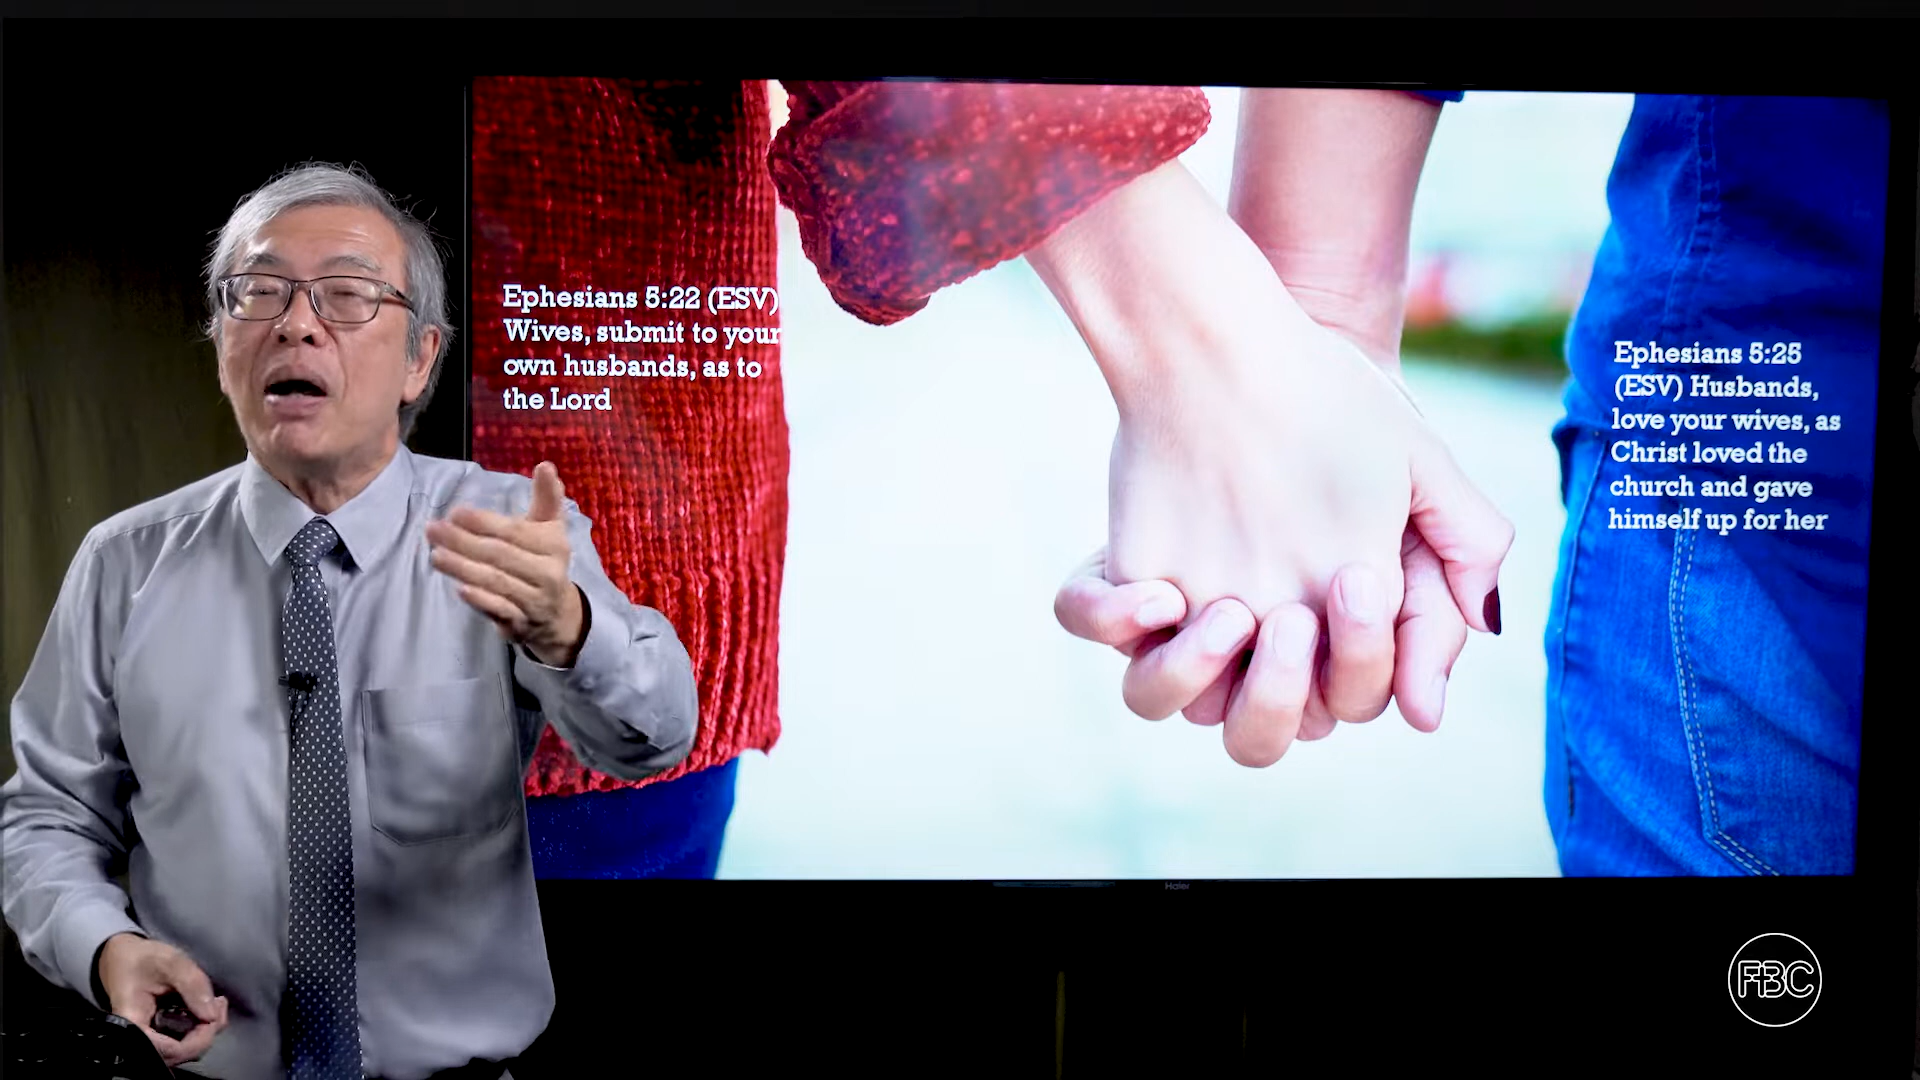 Ephesians 5:22 (ESV)
Wives, submit to your
own husbands, as to
the Lord
Ephesians 5:25
(ESV) Husbands,
love your wives, as
Christ loved the
church and gave
himself up for her
Haier
FBC